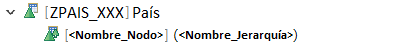 [ZPAIS_XXX] País
[<Nombre_Nodo>] (<Nombre_Jerarquía>)